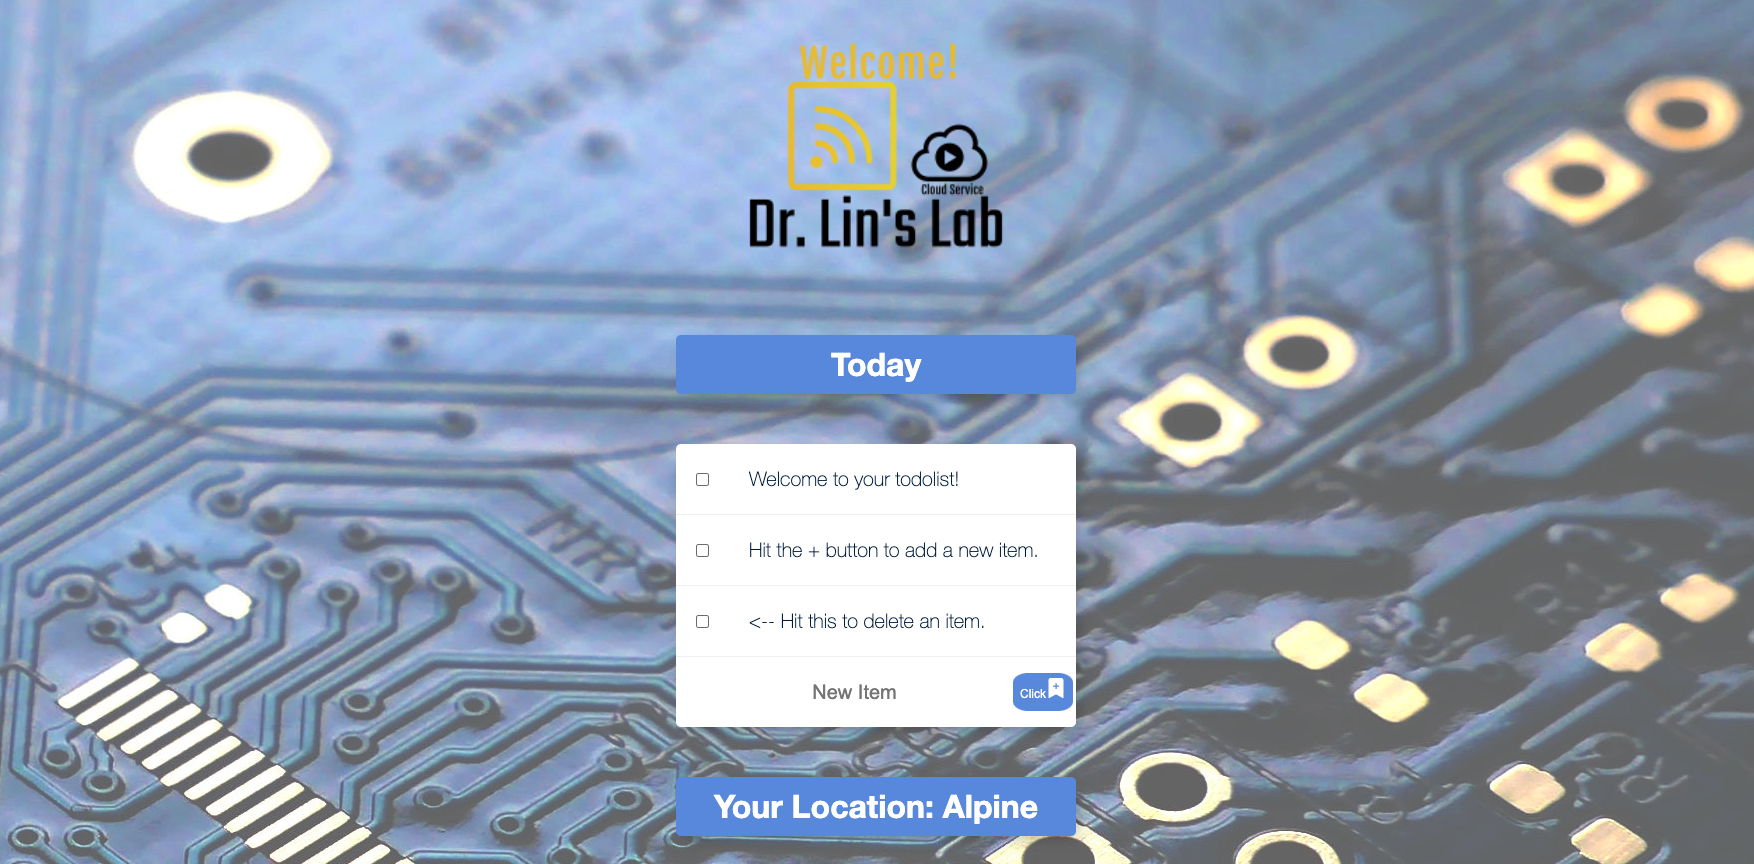 Welcome!
Cloud Service
Dr. Lin's Lab
Today
Welcome to your todolist!
Hit the + button to add a new item.
<-- Hit this to delete an item.
New Item
Click
Your Location: Alpine